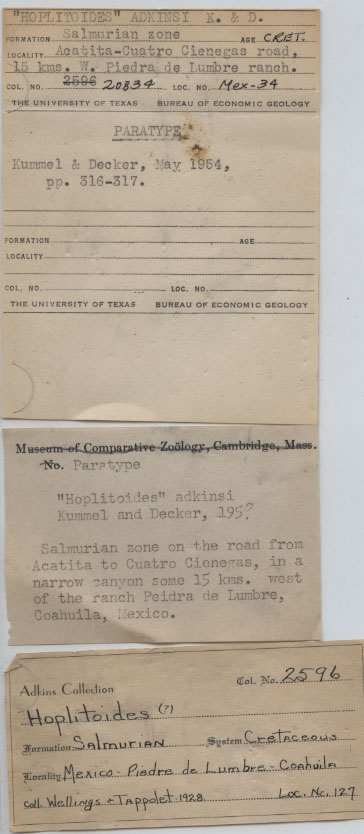 "HOPLITOIDES" ADKINSI K. & D.
FORMATION Salmurian zone AGE CRET.
LOCALITY Acatita-Cuatro Cienegas road,
15 kms. W. Piedra de Lumbre ranch.
COL. NO. 2596 20834 LOC. NO. Mex-34
THE UNIVERSITY OF TEXAS BUREAU OF ECONOMIC GEOLOGY
PARATYPE
Kummel & Decker, May 1954,
pp. 316-317.
FORMATION AGE
LOCALITY
COL. NO. LOC. NO.
THE UNIVERSITY OF TEXAS BUREAU OF ECONOMIC GEOLOGY
Museum of Comparative Zoölogy, Cambridge, Mass.
No. Paratype
"Hoplitoides" adkinsi
Kummel and Decker, 195?
Salmurian zone on the road from
Acatita to Cuatro Cienegas, in a
narrow canyon some 15 kms. west
of the ranch Peidra de Lumbre,
Coahuila, Mexico.
Adkins Collection Col. No. 2596
Hoplitoides (?)
Formation Salmurian System Cretaceous
Locality Mexico - Piedre de Lumbre - Coahuila
Coll. Wellings & Tappolet 1928 Loc. No. 127